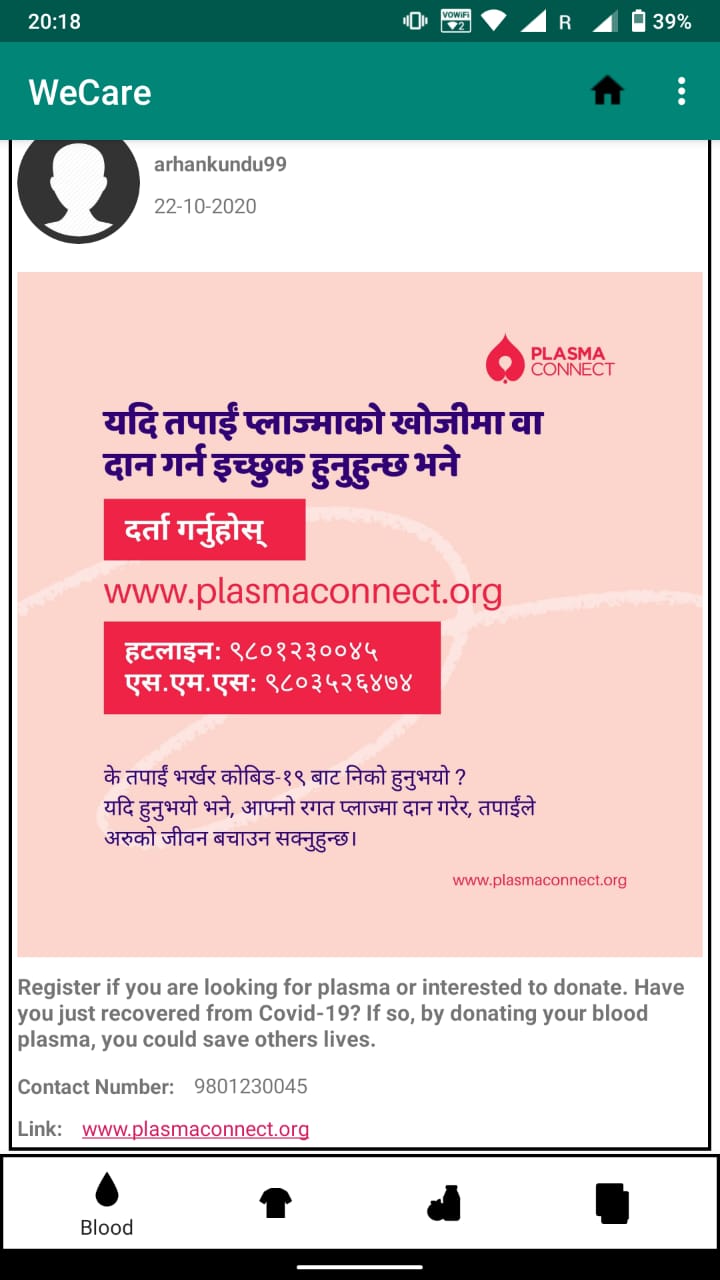 20:18
VOWiFi
2
R
39%
WeCare
arhankundu99
22-10-2020
PLASMA
CONNECT
यदि तपाईं प्लाज्माको खोजीमा वा
दान गर्न इच्छुक हुनुहुन्छ भने
दर्ता गर्नुहोस्
www.plasmaconnect.org
हटलाइन: ९८०१२३००४५
एस.एम.एस: ९८०३५२६४७४
के तपाईं भर्खर कोबिड-१९ बाट निको हुनुभयो ?
यदि हुनुभयो भने, आफ्नो रगत प्लाज्मा दान गरेर, तपाईंले
अरुको जीवन बचाउन सक्नुहुन्छ।
www.plasmaconnect.org
Register if you are looking for plasma or interested to donate. Have
you just recovered from Covid-19? If so, by donating your blood
plasma, you could save others lives.
Contact Number: 9801230045
Link: www.plasmaconnect.org
Blood